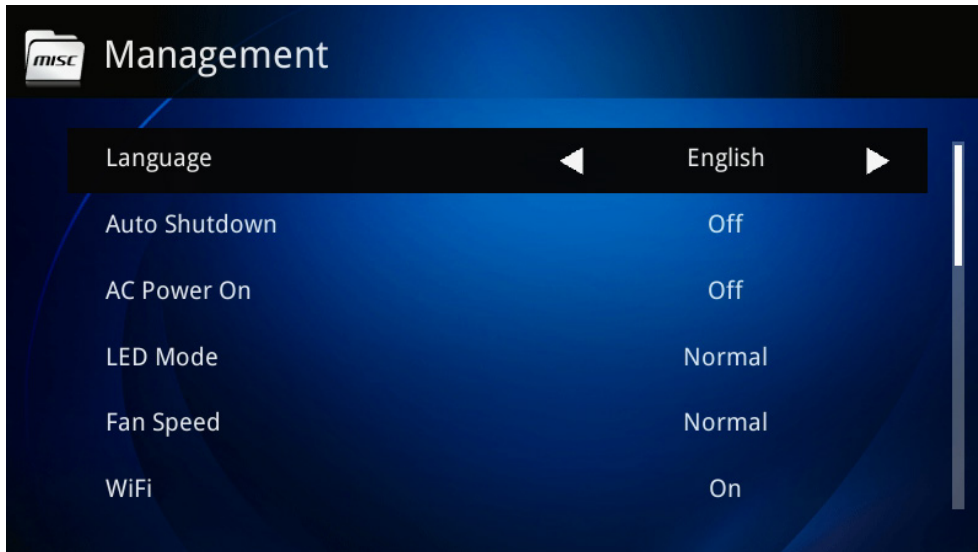 misc Management
Language English
Auto Shutdown Off
AC Power On Off
LED Mode Normal
Fan Speed Normal
WiFi On